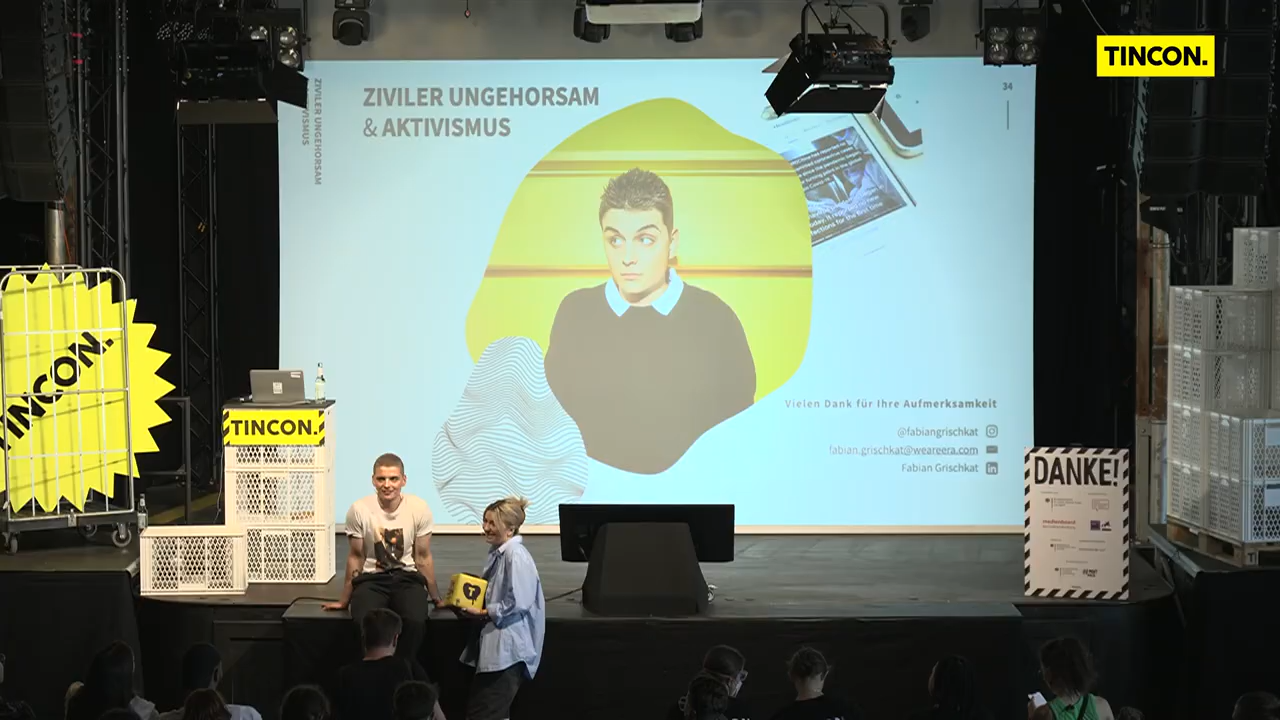 TINCON.
ZIVILER UNGEHORSAM
& AKTIVISMUS
34
ZIVILER UNGEHORSAM
Vielen Dank für Ihre Aufmerksamkeit
@fabiangrischkat
fabian.grischkat@weareera.com
Fabian Grischkat
TINCON.
TINCON.
DANKE!